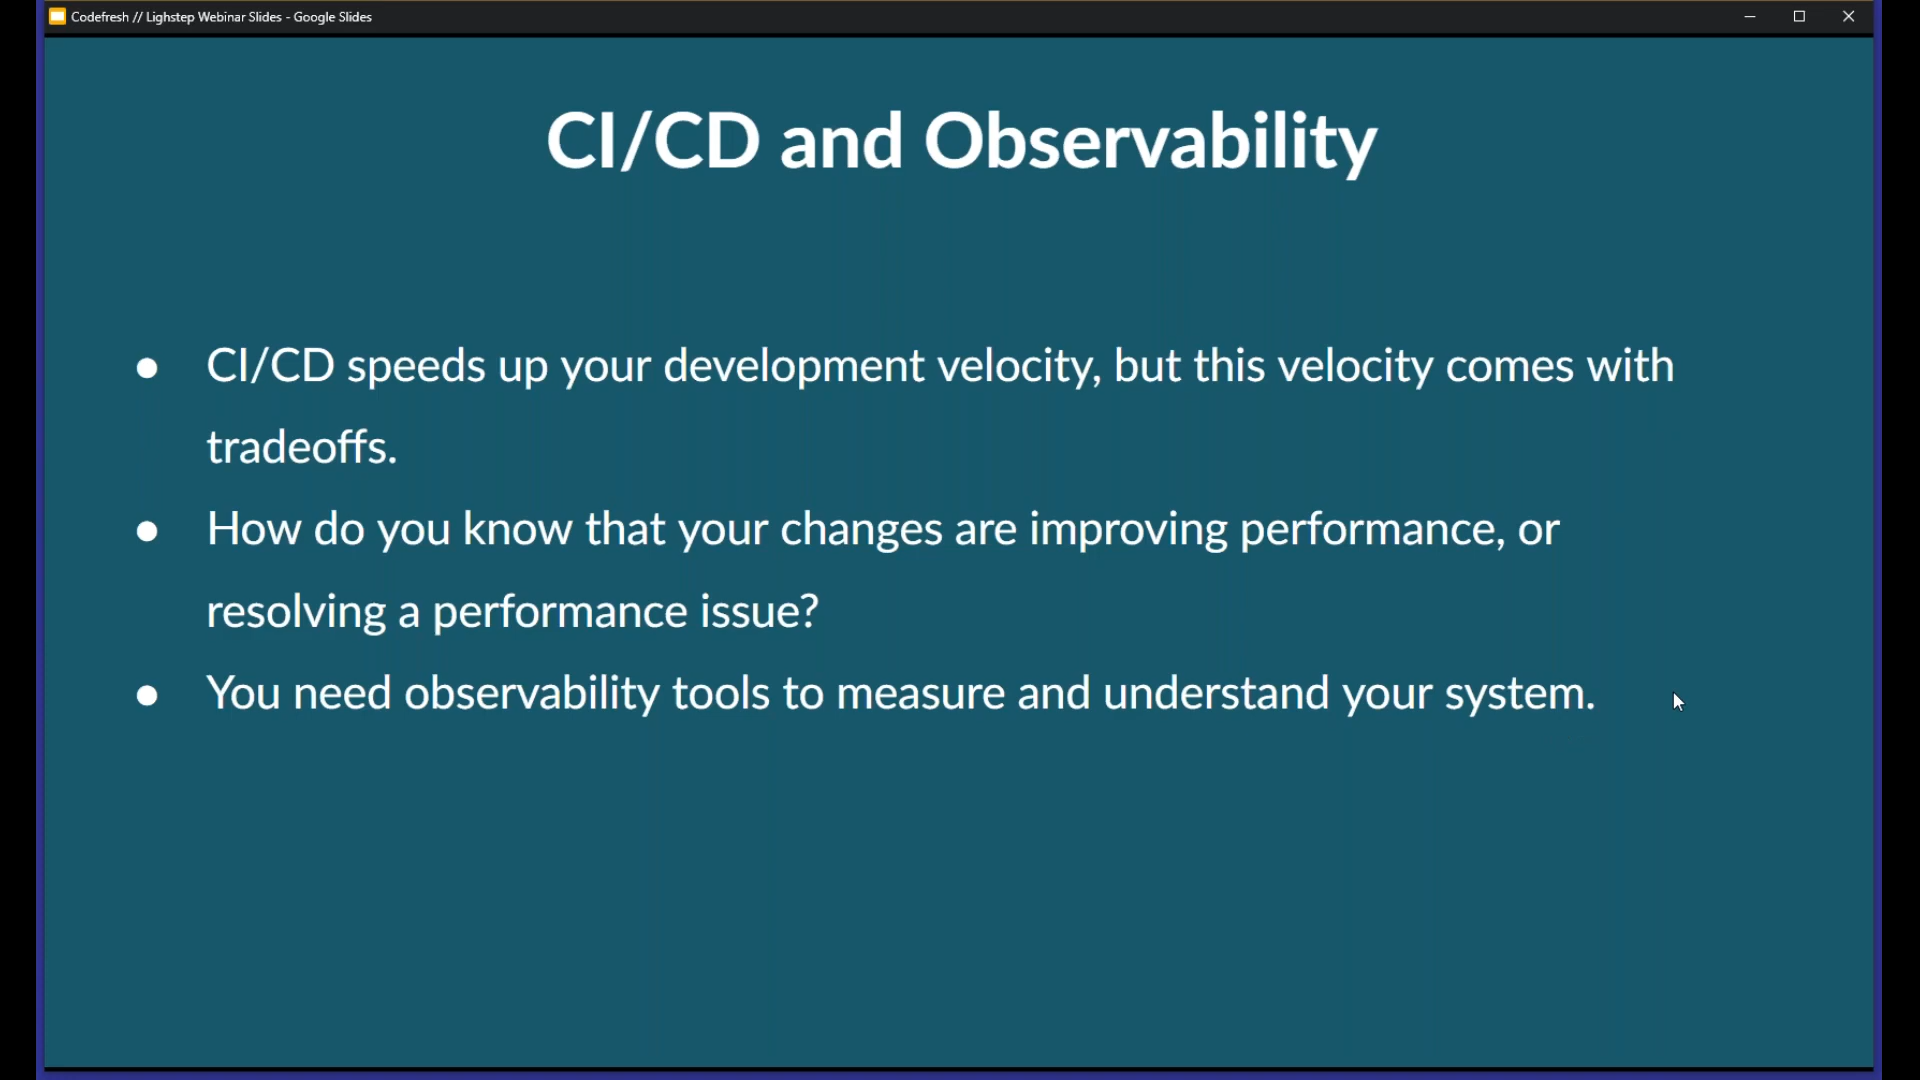 Codefresh // Lighstep Webinar Slides - Google Slides
CI/CD and Observability
● CI/CD speeds up your development velocity, but this velocity comes with
tradeoffs.
● How do you know that your changes are improving performance, or
resolving a performance issue?
● You need observability tools to measure and understand your system.